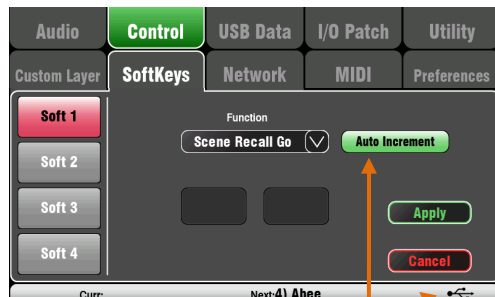 Audio Control USB Data I/O Patch Utility
Custom Layer SoftKeys Network MIDI Preferences
Soft 1
Function
Scene Recall Go Auto Increment
Soft 2
Soft 3
Apply
Soft 4
Cancel
Curr: Next:4) Abee